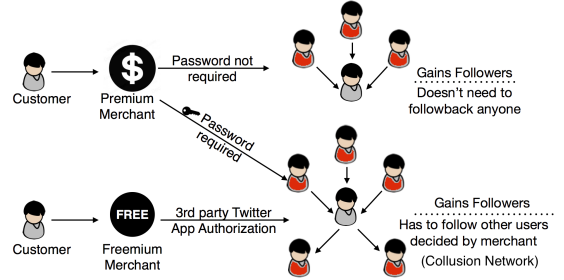 Password not
required
$
Gains Followers
Doesn't need to
followback anyone
Customer
Premium
Merchant
Password
required
FREE
3rd party Twitter
App Authorization
Gains Followers
Has to follow other users
decided by merchant
(Collusion Network)
Customer
Freemium
Merchant